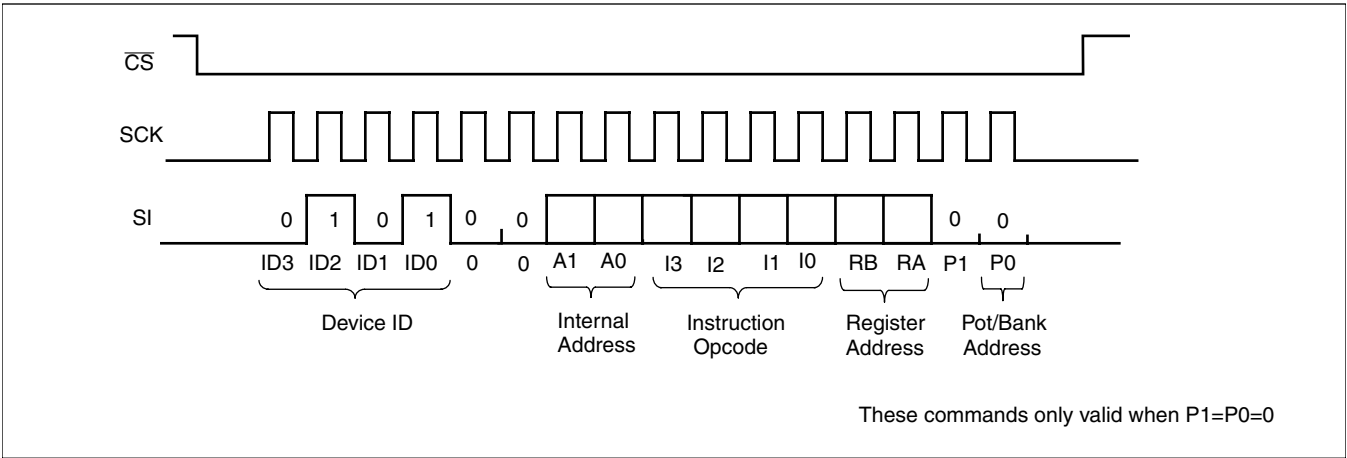 CS
SCK
SI
0 1 0 1 0 0 0 0
ID3 ID2 ID1 ID0 0 0 A1 A0 I3 I2 I1 I0 RB RA P1 P0
Device ID
Internal Address
Instruction Opcode
Register Address
Pot/Bank Address
These commands only valid when P1=P0=0